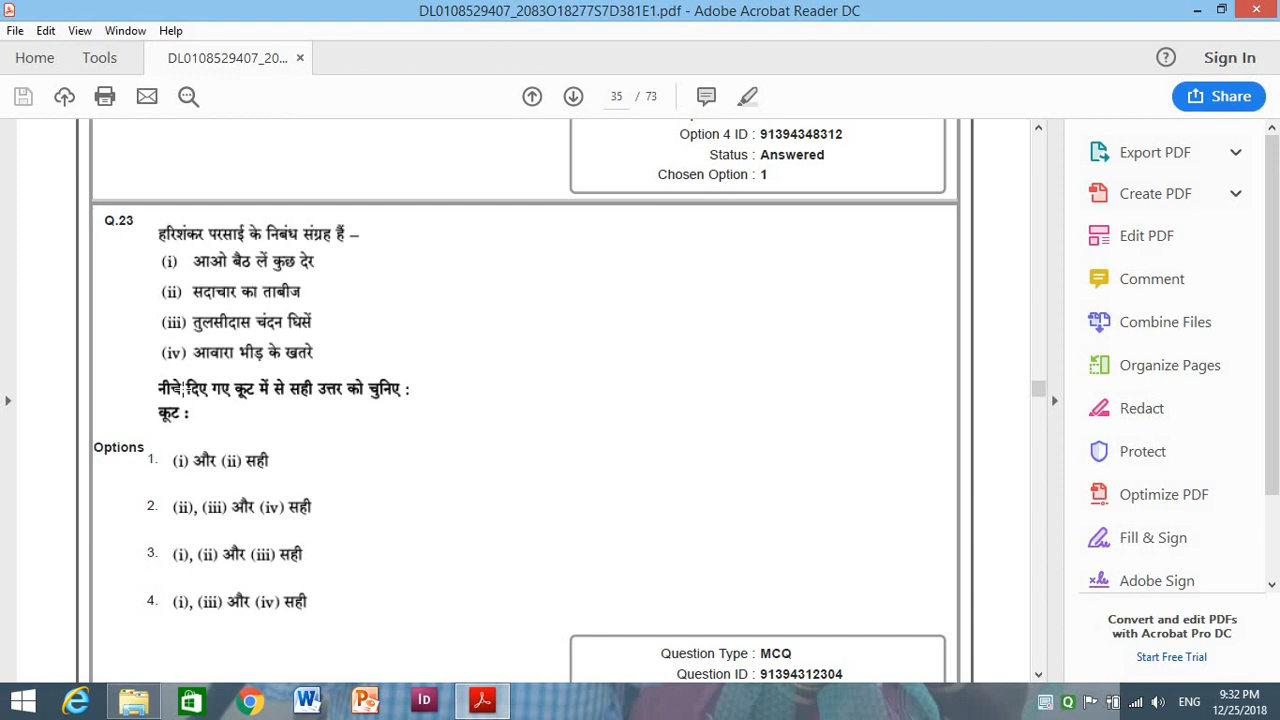 DL0108529407_2083O18277S7D381E1.pdf - Adobe Acrobat Reader DC
File Edit View Window Help
Home Tools DL0108529407_20... × Sign In
35 / 73 Share
Option 4 ID : 91394348312
Status : Answered
Chosen Option : 1
Q.23
हरिशंकर परसाई के निबंध संग्रह हैं –
(i) आओ बैठ लें कुछ देर
(ii) सदाचार का ताबीज
(iii) तुलसीदास चंदन घिसें
(iv) आवारा भीड़ के खतरे
नीचे दिए गए कूट में से सही उत्तर को चुनिए :
कूट :
Options
1. (i) और (ii) सही
2. (ii), (iii) और (iv) सही
3. (i), (ii) और (iii) सही
4. (i), (iii) और (iv) सही
Question Type : MCQ
Question ID : 91394312304
Export PDF
Create PDF
Edit PDF
Comment
Combine Files
Organize Pages
Redact
Protect
Optimize PDF
Fill & Sign
Adobe Sign
Convert and edit PDFs
with Acrobat Pro DC
Start Free Trial
ENG
9:32 PM
12/25/2018